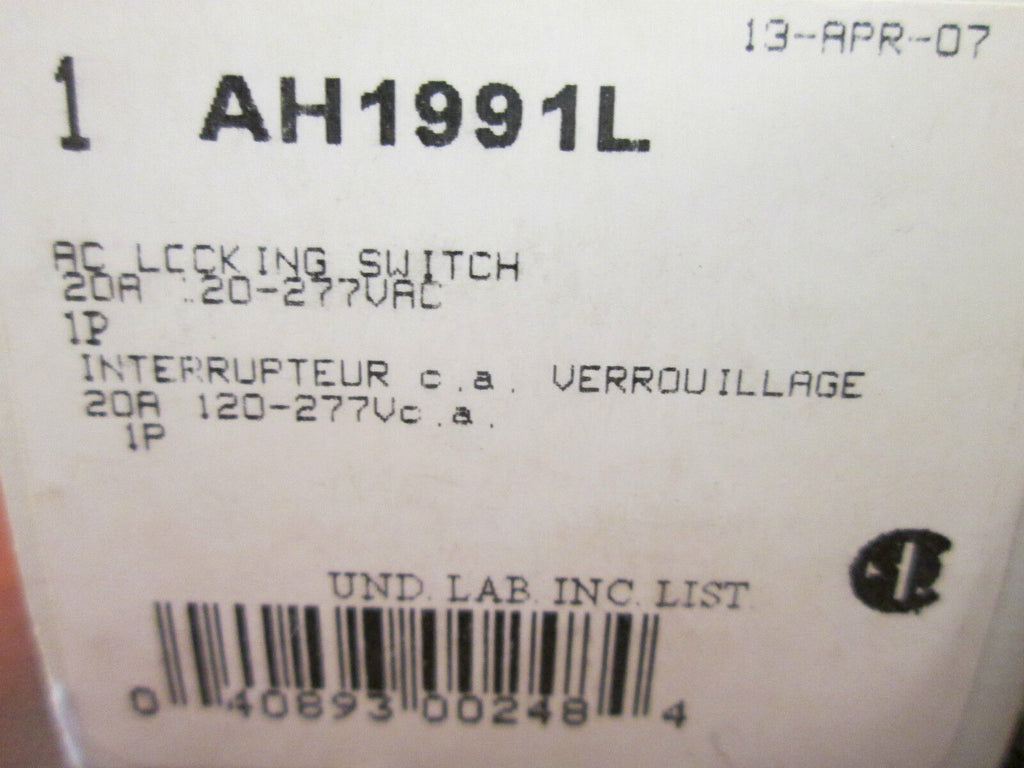 13-APR-07
1 AH1991L
AC LOCKING SWITCH
20A 120-277VAC
1P
INTERRUPTEUR c.a. VERROUILLAGE
20A 120-277Vc.a.
1P
UND. LAB. INC. LIST.
0 40893 00248 4